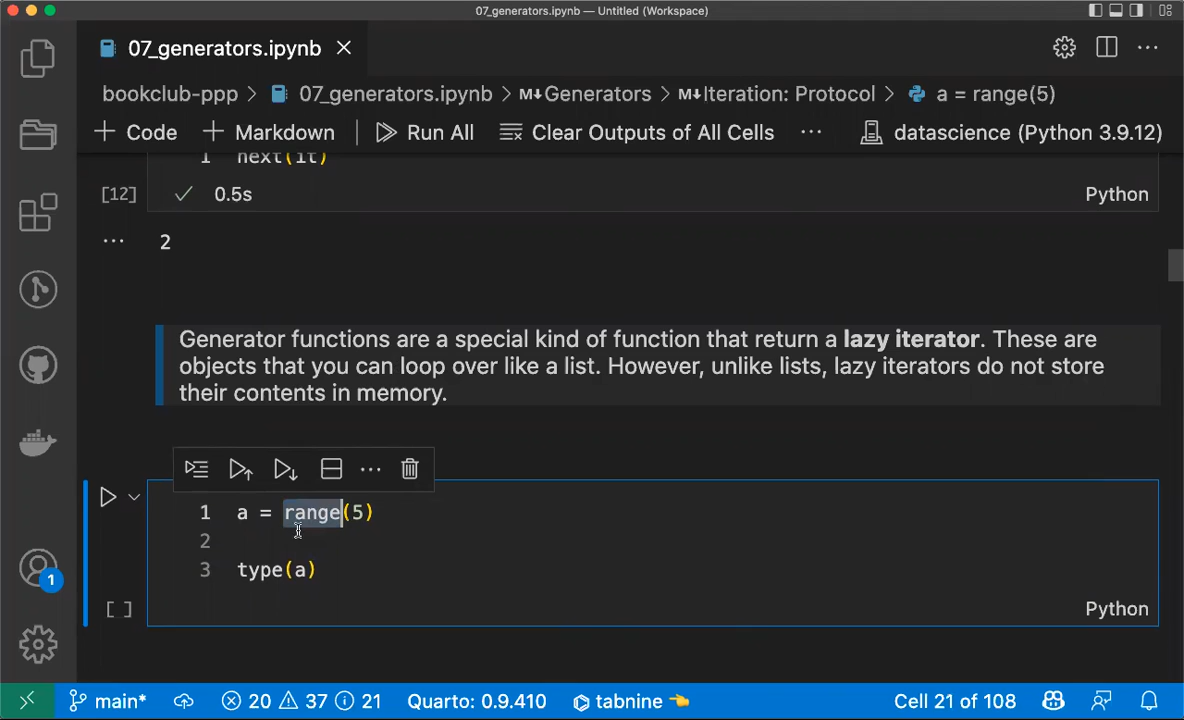 07_generators.ipynb — Untitled (Workspace)
07_generators.ipynb
bookclub-ppp > 07_generators.ipynb > M↓Generators > M↓Iteration: Protocol > a = range(5)
+ Code + Markdown | Run All Clear Outputs of All Cells ... datascience (Python 3.9.12)
1 next(it)
[12] ✓ 0.5s Python
... 2
Generator functions are a special kind of function that return a lazy iterator. These are
objects that you can loop over like a list. However, unlike lists, lazy iterators do not store
their contents in memory.
1 a = range(5)
2
3 type(a)
[ ] Python
1
main* 20 37 21 Quarto: 0.9.410 tabnine 👈 Cell 21 of 108